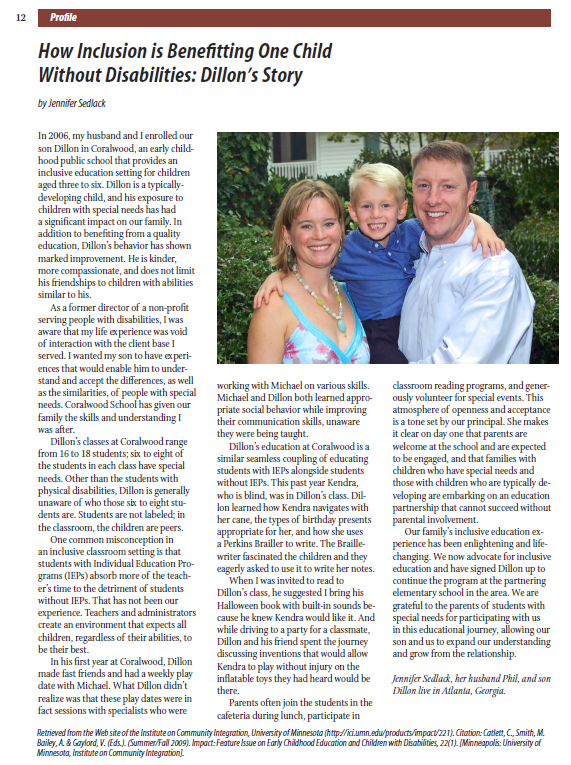 12
Profile
How Inclusion is Benefitting One Child
Without Disabilities: Dillon's Story
by Jennifer Sedlack
In 2006, my husband and I enrolled our
son Dillon in Coralwood, an early child-
hood public school that provides an
inclusive education setting for children
aged three to six. Dillon is a typically-
developing child, and his exposure to
children with special needs has had
a significant impact on our family. In
addition to benefiting from a quality
education, Dillon's behavior has shown
marked improvement. He is kinder,
more compassionate, and does not limit
his friendships to children with abilities
similar to his.
As a former director of a non-profit
serving people with disabilities, I was
aware that my life experience was void
of interaction with the client base I
served. I wanted my son to have experi-
ences that would enable him to under-
stand and accept the differences, as well
as the similarities, of people with special
needs. Coralwood School has given our
family the skills and understanding I
was after.
Dillon's classes at Coralwood range
from 16 to 18 students; six to eight of
the students in each class have special
needs. Other than the students with
physical disabilities, Dillon is generally
unaware of who those six to eight stu-
dents are. Students are not labeled; in
the classroom, the children are peers.
One common misconception in
an inclusive classroom setting is that
students with Individual Education Pro-
grams (IEPs) absorb more of the teach-
er's time to the detriment of students
without IEPs. That has not been our
experience. Teachers and administrators
create an environment that expects all
children, regardless of their abilities, to
be their best.
In his first year at Coralwood, Dillon
made fast friends and had a weekly play
date with Michael. What Dillon didn't
realize was that these play dates were in
fact sessions with specialists who were
working with Michael on various skills.
Michael and Dillon both learned appro-
priate social behavior while improving
their communication skills, unaware
they were being taught.
Dillon's education at Coralwood is a
similar seamless coupling of educating
students with IEPs alongside students
without IEPs. This past year Kendra,
who is blind, was in Dillon's class. Dil-
lon learned how Kendra navigates with
her cane, the types of birthday presents
appropriate for her, and how she uses
a Perkins Brailler to write. The Braille-
writer fascinated the children and they
eagerly asked to use it to write her notes.
When I was invited to read to
Dillon's class, he suggested I bring his
Halloween book with built-in sounds be-
cause he knew Kendra would like it. And
while driving to a party for a classmate,
Dillon and his friend spent the journey
discussing inventions that would allow
Kendra to play without injury on the
inflatable toys they had heard would be
there.
Parents often join the students in the
cafeteria during lunch, participate in
classroom reading programs, and gener-
ously volunteer for special events. This
atmosphere of openness and acceptance
is a tone set by our principal. She makes
it clear on day one that parents are
welcome at the school and are expected
to be engaged, and that families with
children who have special needs and
those with children who are typically de-
veloping are embarking on an education
partnership that cannot succeed without
parental involvement.
Our family's inclusive education ex-
perience has been enlightening and life-
changing. We now advocate for inclusive
education and have signed Dillon up to
continue the program at the partnering
elementary school in the area. We are
grateful to the parents of students with
special needs for participating with us
in this educational journey, allowing our
son and us to expand our understanding
and grow from the relationship.
Jennifer Sedlack, her husband Phil, and son
Dillon live in Atlanta, Georgia.
Retrieved from the Web site of the Institute on Community Integration, University of Minnesota (http://ici.umn.edu/products/impact/221). Citation: Catlett, C., Smith, M.
Bailey, A. & Gaylord, V. (Eds.). (Summer/Fall 2009). Impact: Feature Issue on Early Childhood Education and Children with Disabilities, 22(1). [Minneapolis: University of
Minnesota, Institute on Community Integration].